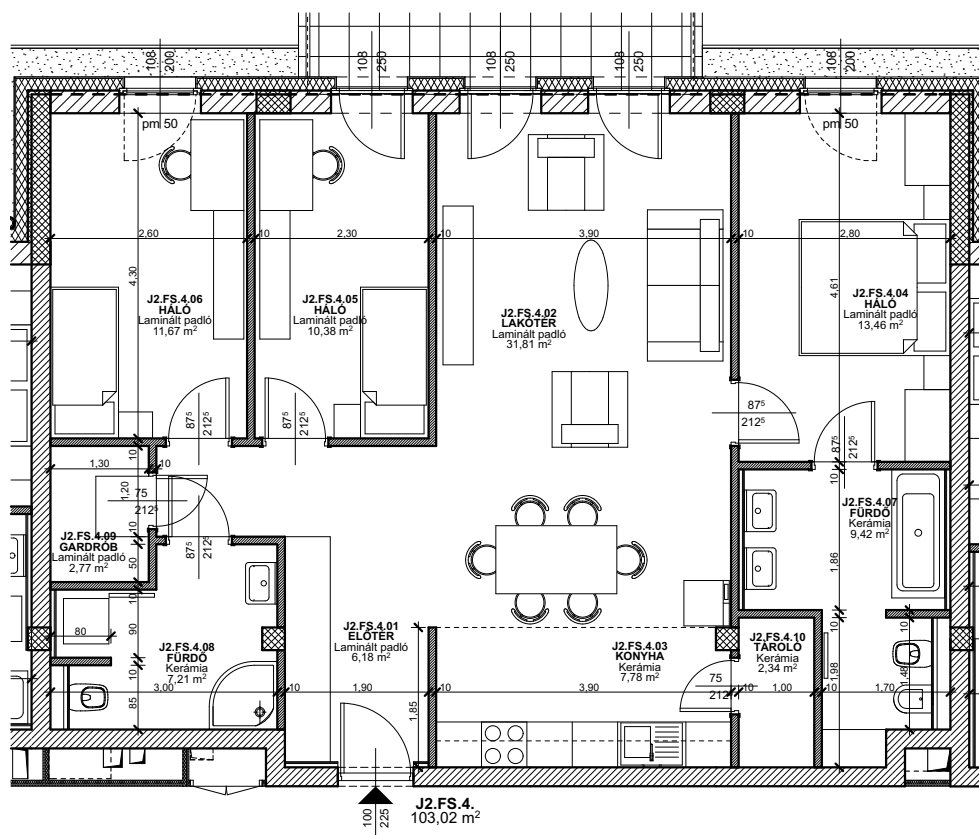 108
200
108
250
108
250
108
250
108
200
pm 50
pm 50
2,60
10
2,30
10
3,90
10
2,80
4,30
4,61
J2.FS.4.06
HÁLÓ
Laminált padló
11,67 m²
J2.FS.4.05
HÁLÓ
Laminált padló
10,38 m²
J2.FS.4.02
LAKÓTÉR
Laminált padló
31,81 m²
J2.FS.4.04
HÁLÓ
Laminált padló
13,46 m²
87⁵
212⁵
87⁵
212⁵
87⁵
212⁵
87⁵
212⁵
10
1,30
10
1,20
75
212⁵
10
87⁵
212⁵
10
J2.FS.4.07
FÜRDŐ
Kerámia
9,42 m²
J2.FS.4.09
GARDRÓB
Laminált padló
2,77 m²
50
1,86
10
80
90
10
10
J2.FS.4.08
FÜRDŐ
Kerámia
7,21 m²
J2.FS.4.01
ELŐTÉR
Laminált padló
6,18 m²
J2.FS.4.03
KONYHA
Kerámia
7,78 m²
J2.FS.4.10
TÁROLÓ
Kerámia
2,34 m²
10
75
212⁵
1,98
1,48
3,00
10
1,90
10
3,90
10
1,00
10
1,70
85
1,85
J2.FS.4.
103,02 m²
100
225